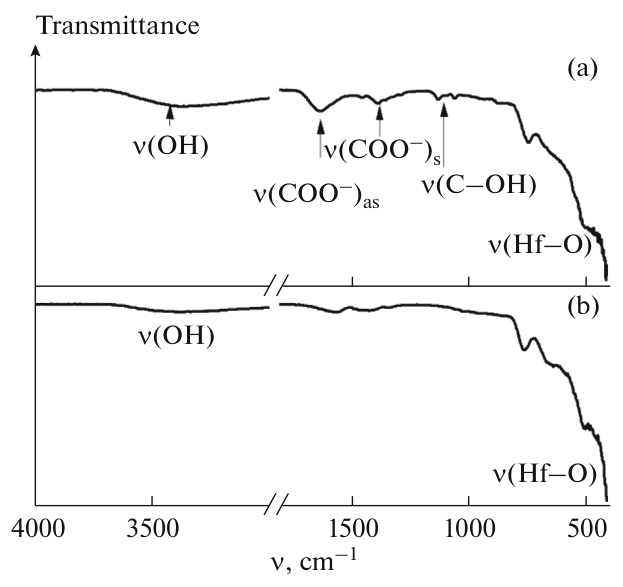 Transmittance
(a)
ν(OH)
ν(COO⁻)ₛ
ν(C–OH)
ν(COO⁻)ₐₛ
ν(Hf–O)
(b)
ν(OH)
ν(Hf–O)
4000 3500 1500 1000 500
ν, cm⁻¹